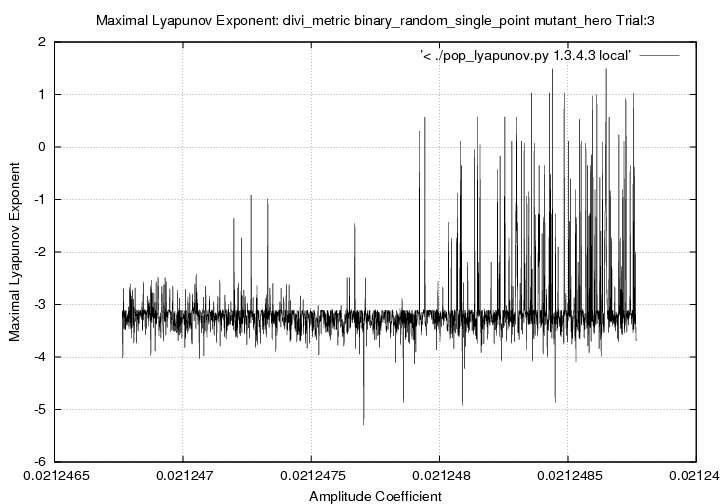 Maximal Lyapunov Exponent: divi_metric binary_random_single_point mutant_hero Trial:3
'< ./pop_lyapunov.py 1.3.4.3 local'
2
1
0
-1
-2
-3
-4
-5
-6
Maximal Lyapunov Exponent
0.0212465 0.021247 0.0212475 0.021248 0.0212485 0.02124
Amplitude Coefficient